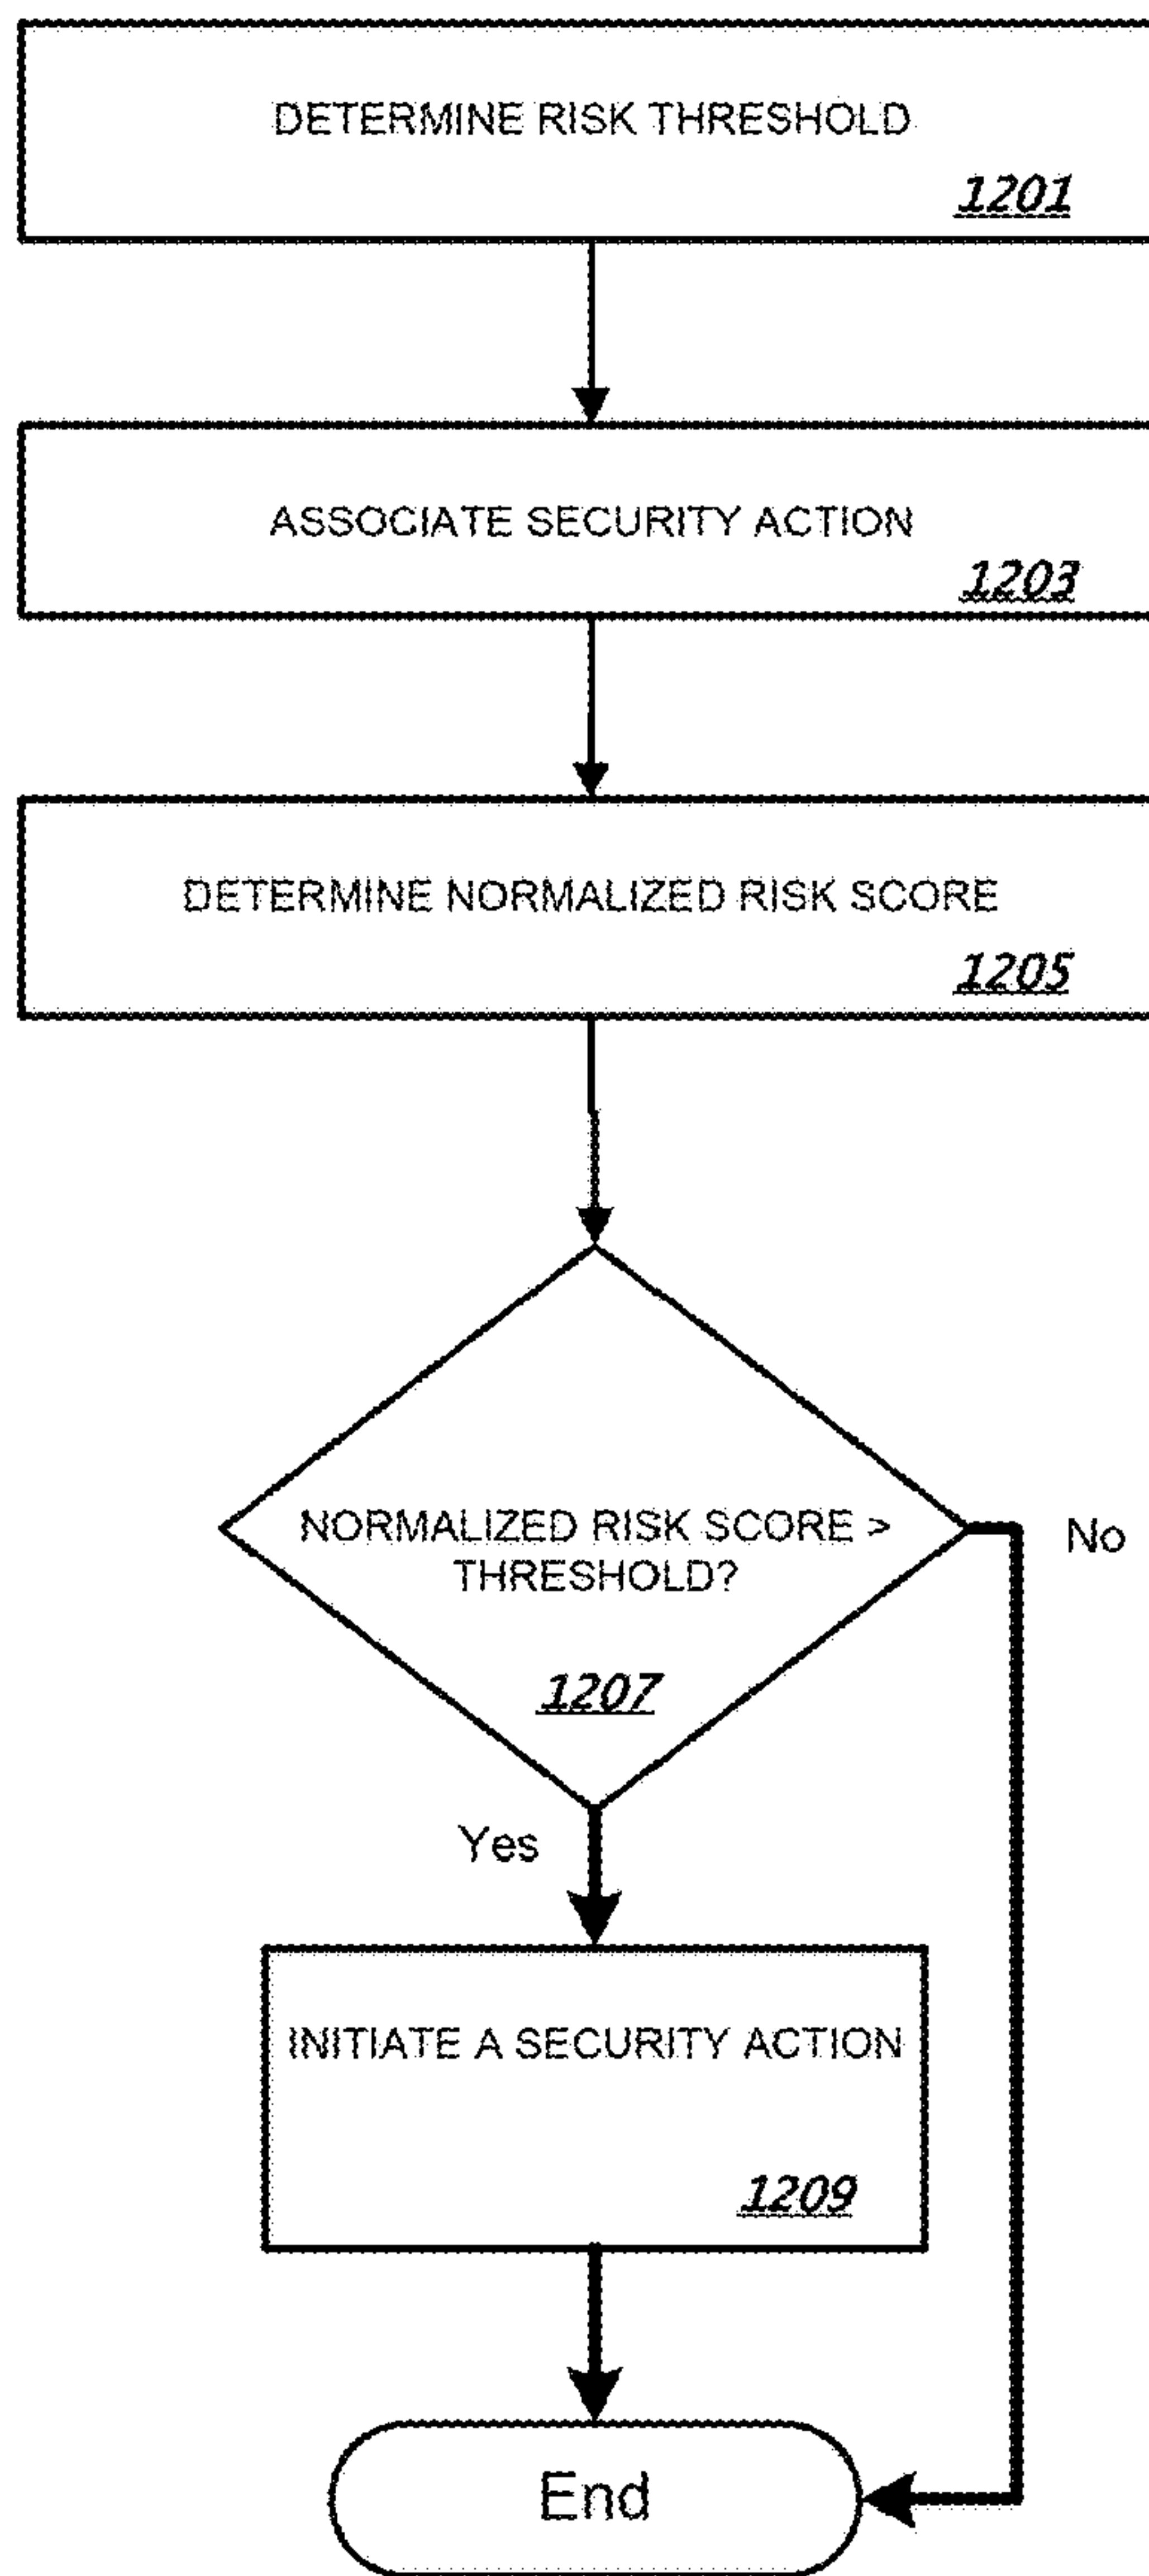 DETERMINE RISK THRESHOLD
1201
ASSOCIATE SECURITY ACTION
1203
DETERMINE NORMALIZED RISK SCORE
1205
NORMALIZED RISK SCORE >
THRESHOLD?
No
1207
Yes
INITIATE A SECURITY ACTION
1209
End